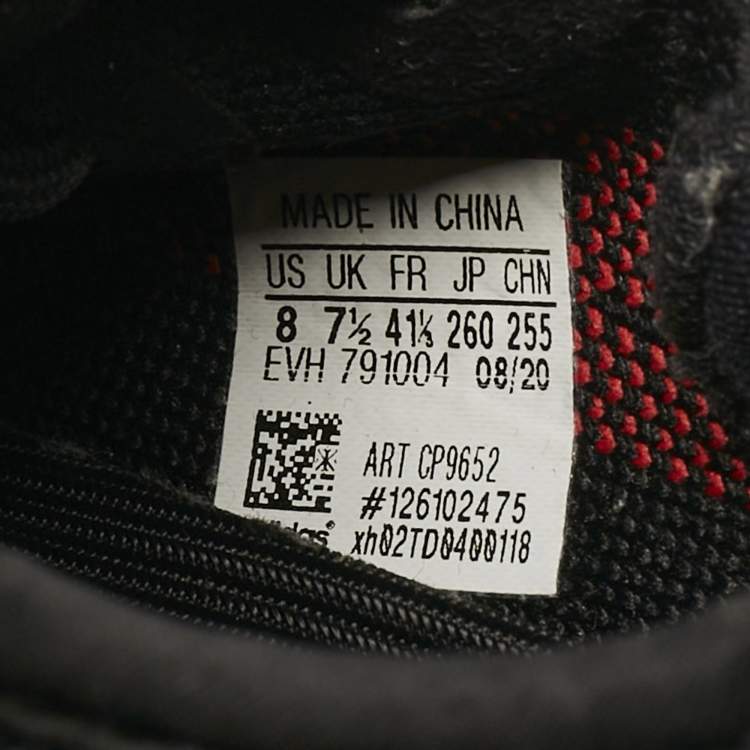 MADE IN CHINA
US UK FR JP CHN
8 7½ 41⅓ 260 255
EVH 791004 08/20
ART CP9652
#126102475
xh02TD0400118